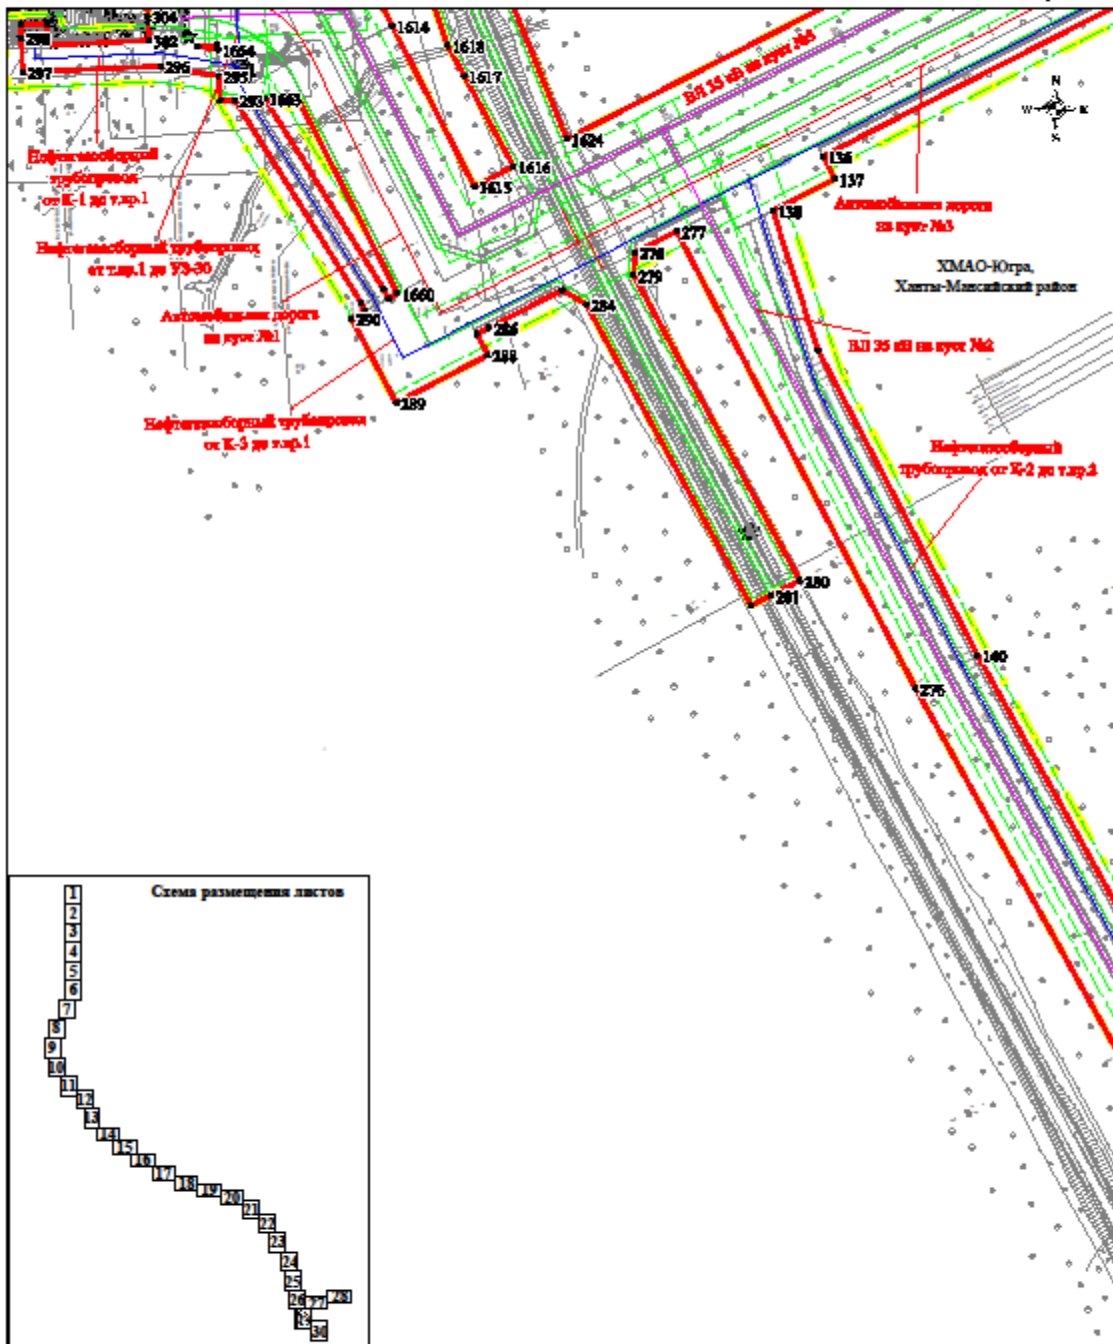 304
302
298
297
296
295
1664
293
1663
1614
1618
1617
1616
1615
1624
ВЛ 35 кВ на куст №3
N
W
E
S
136
137
138
Автомобильная дорога
на куст №3
ХМАО-Югра,
Ханты-Мансийский район
Нефтегазосборный
трубопровод
от К-1 до т.вр.1
Нефтегазосборный трубопровод
от т.вр.1 до УЗ-30
Автомобильная дорога
на куст №1
277
278
279
1660
290
284
286
288
289
ВЛ 35 кВ на куст №2
Нефтегазосборный трубопровод
от К-3 до т.вр.1
Нефтегазосборный
трубопровод от К-2 до т.вр.2
280
281
140
276
Схема размещения листов
1
2
3
4
5
6
7
8
9
10
11
12
13
14
15
16
17
18
19
20
21
22
23
24
25
26
27
28
29
30